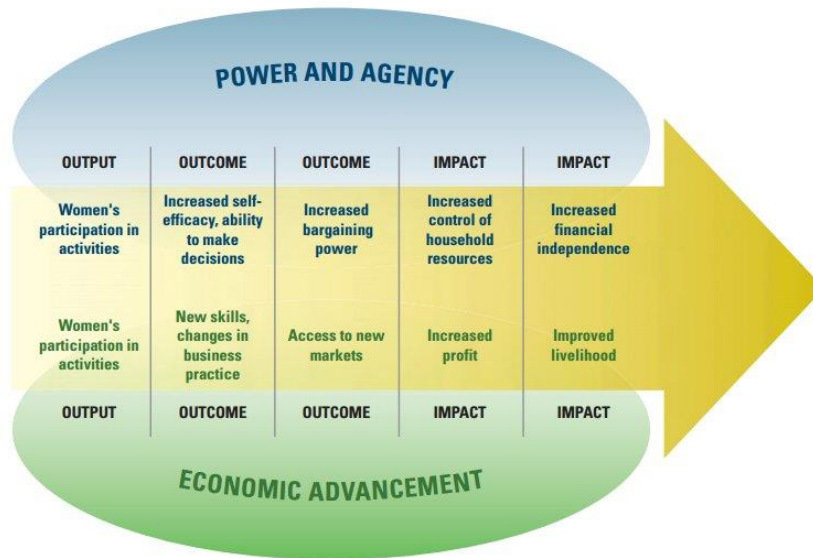 POWER AND AGENCY
OUTPUT OUTCOME OUTCOME IMPACT IMPACT
Women's
participation in
activities
Increased self-
efficacy, ability
to make
decisions
Increased
bargaining
power
Increased
control of
household
resources
Increased
financial
independence
Women's
participation in
activities
New skills,
changes in
business
practice
Access to new
markets
Increased
profit
Improved
livelihood
OUTPUT OUTCOME OUTCOME IMPACT IMPACT
ECONOMIC ADVANCEMENT